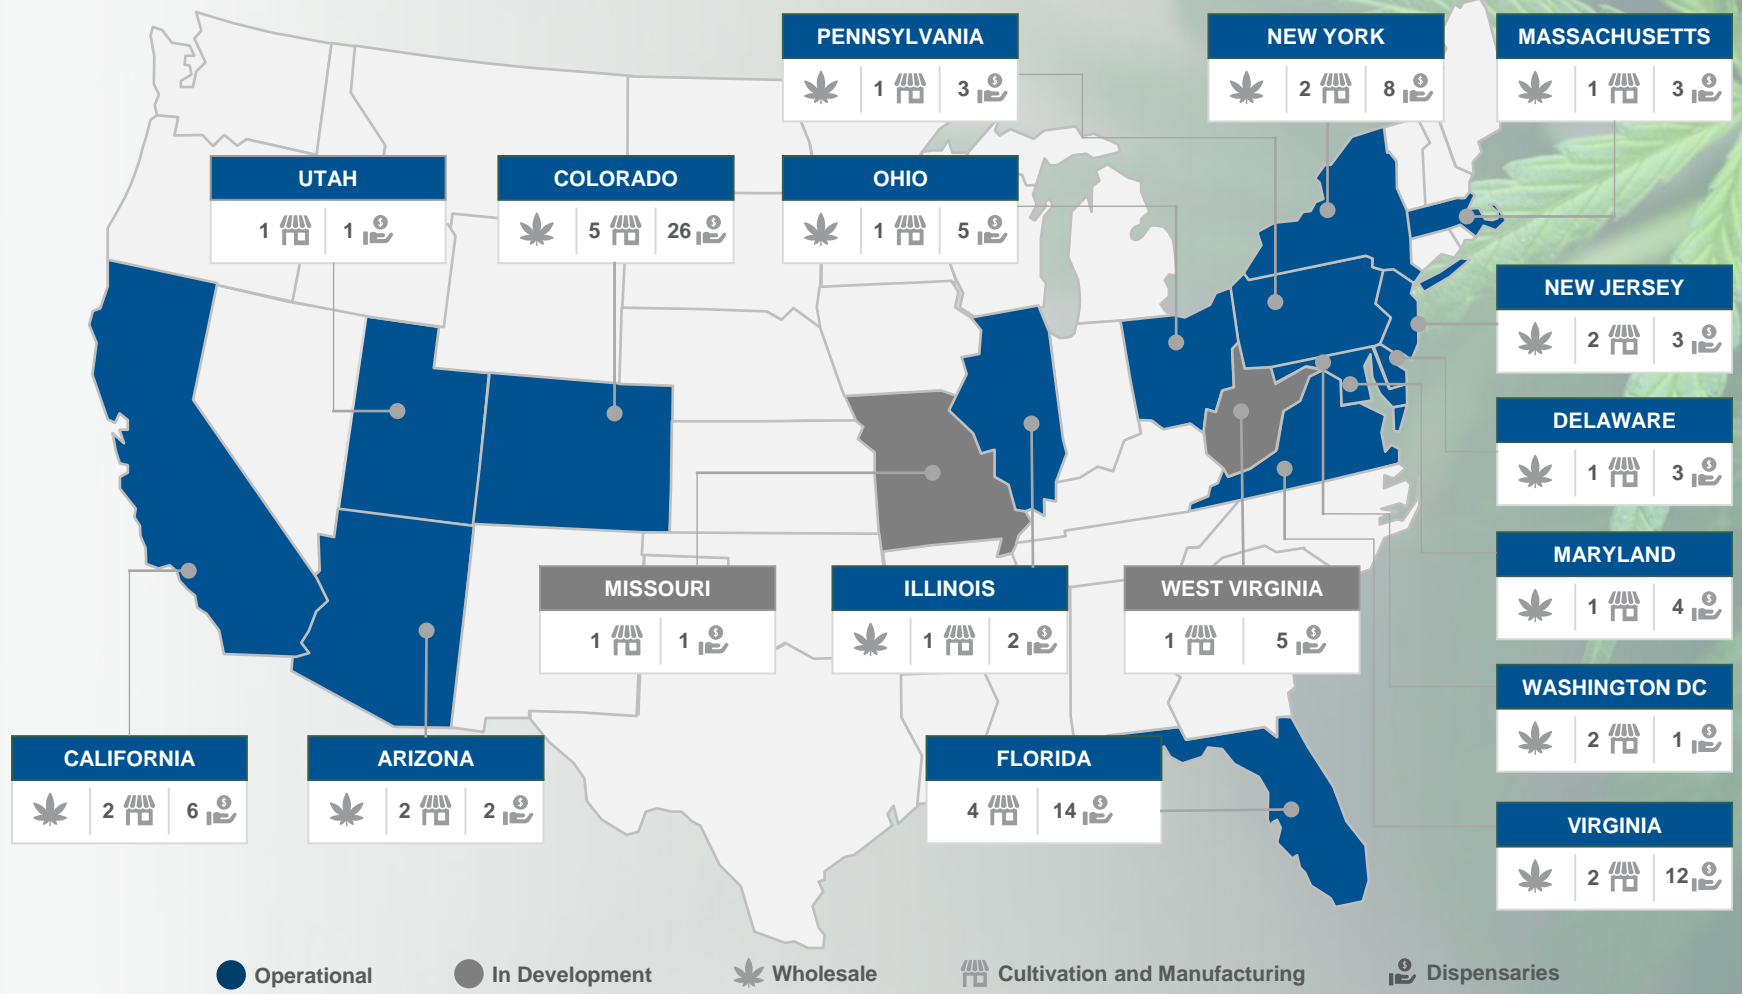 PENNSYLVANIA
1 3
NEW YORK
2 8
MASSACHUSETTS
1 3
UTAH
1 1
COLORADO
5 26
OHIO
1 5
NEW JERSEY
2 3
DELAWARE
1 3
MARYLAND
1 4
MISSOURI
1 1
ILLINOIS
1 2
WEST VIRGINIA
1 5
WASHINGTON DC
2 1
CALIFORNIA
2 6
ARIZONA
2 2
FLORIDA
4 14
VIRGINIA
2 12
Operational
In Development
Wholesale
Cultivation and Manufacturing
Dispensaries